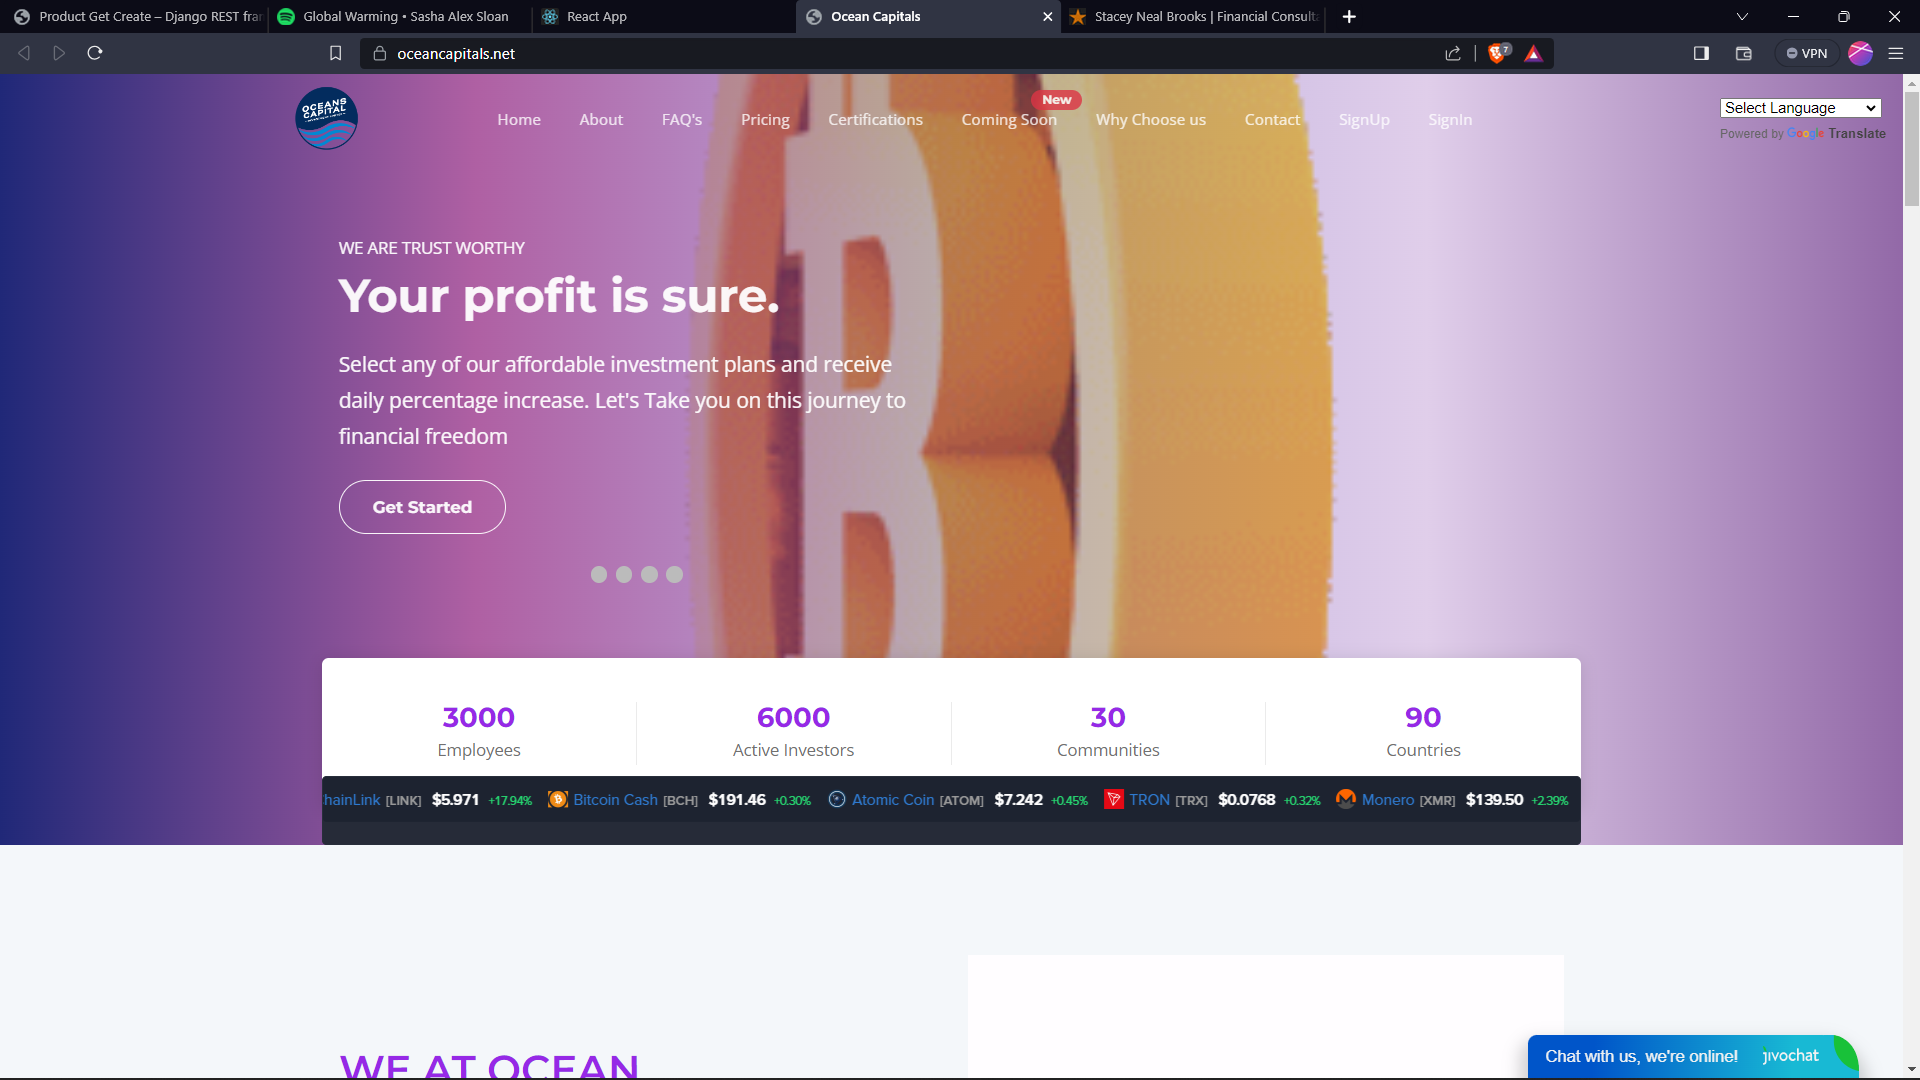 Product Get Create – Django REST fra
Global Warming • Sasha Alex Sloan
React App
Ocean Capitals
Stacey Neal Brooks | Financial Consulta
oceancapitals.net
7
VPN
OCEANS
CAPITAL
Home
About
FAQ's
Pricing
Certifications
Coming Soon
New
Why Choose us
Contact
SignUp
SignIn
Select Language
Powered by Google Translate
WE ARE TRUST WORTHY
Your profit is sure.
Select any of our affordable investment plans and receive
daily percentage increase. Let's Take you on this journey to
financial freedom
Get Started
3000
Employees
6000
Active Investors
30
Communities
90
Countries
hainLink [LINK] $5.971 +17.94%
Bitcoin Cash [BCH] $191.46 +0.30%
Atomic Coin [ATOM] $7.242 +0.45%
TRON [TRX] $0.0768 +0.32%
Monero [XMR] $139.50 +2.39%
WE AT OCEAN
Chat with us, we're online! jivochat